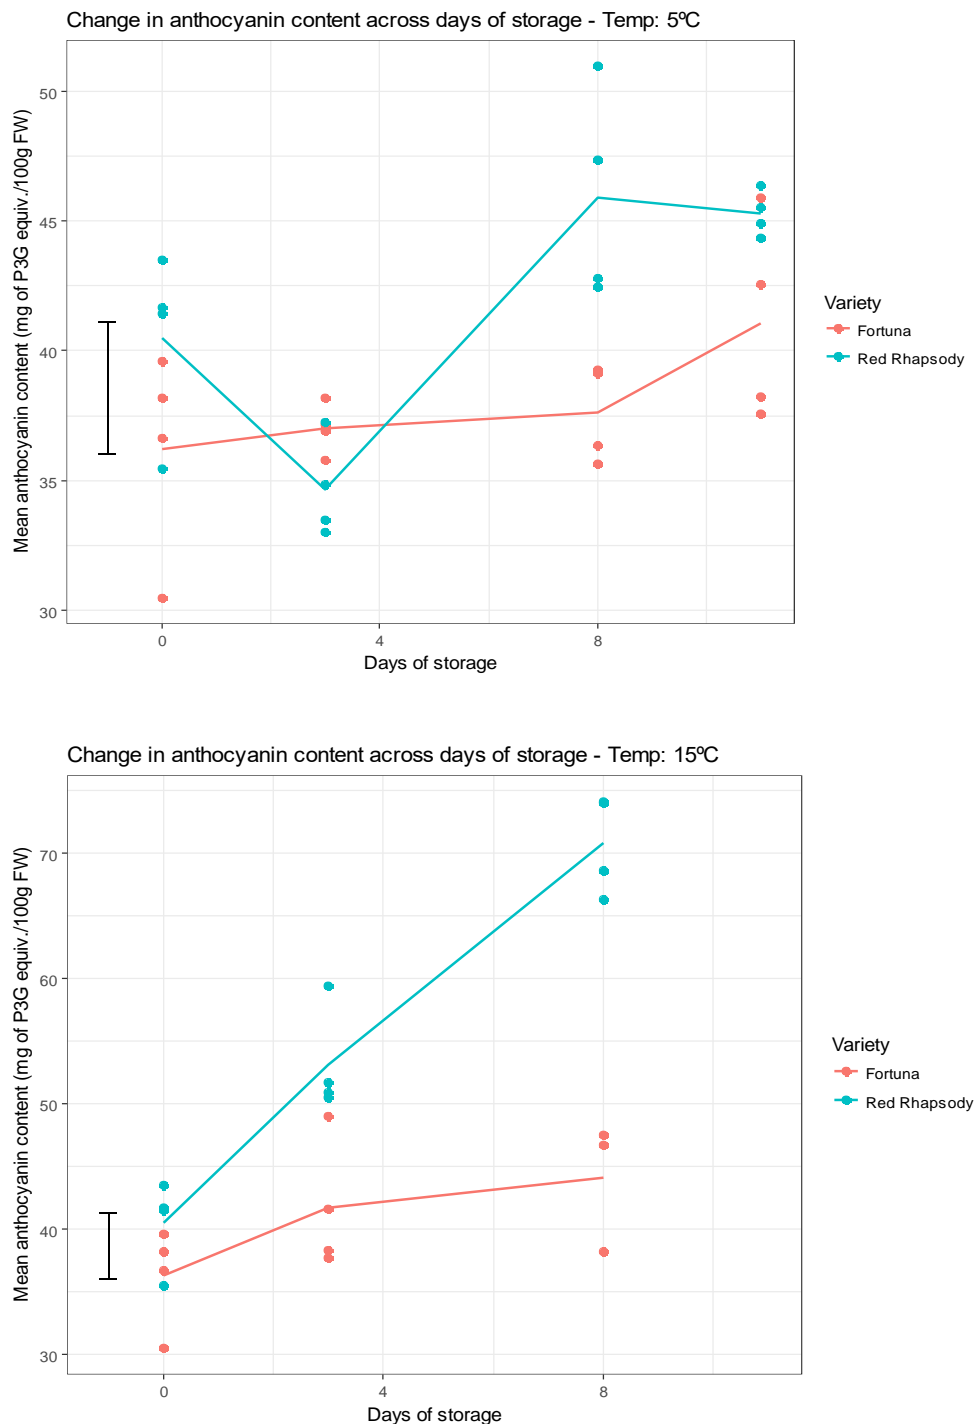 Change in anthocyanin content across days of storage - Temp: 5ºC
Mean anthocyanin content (mg of P3G equiv./100g FW)
50
45
40
35
30
0
4
8
Days of storage
Variety
Fortuna
Red Rhapsody
Change in anthocyanin content across days of storage - Temp: 15ºC
Mean anthocyanin content (mg of P3G equiv./100g FW)
70
60
50
40
30
0
4
8
Days of storage
Variety
Fortuna
Red Rhapsody